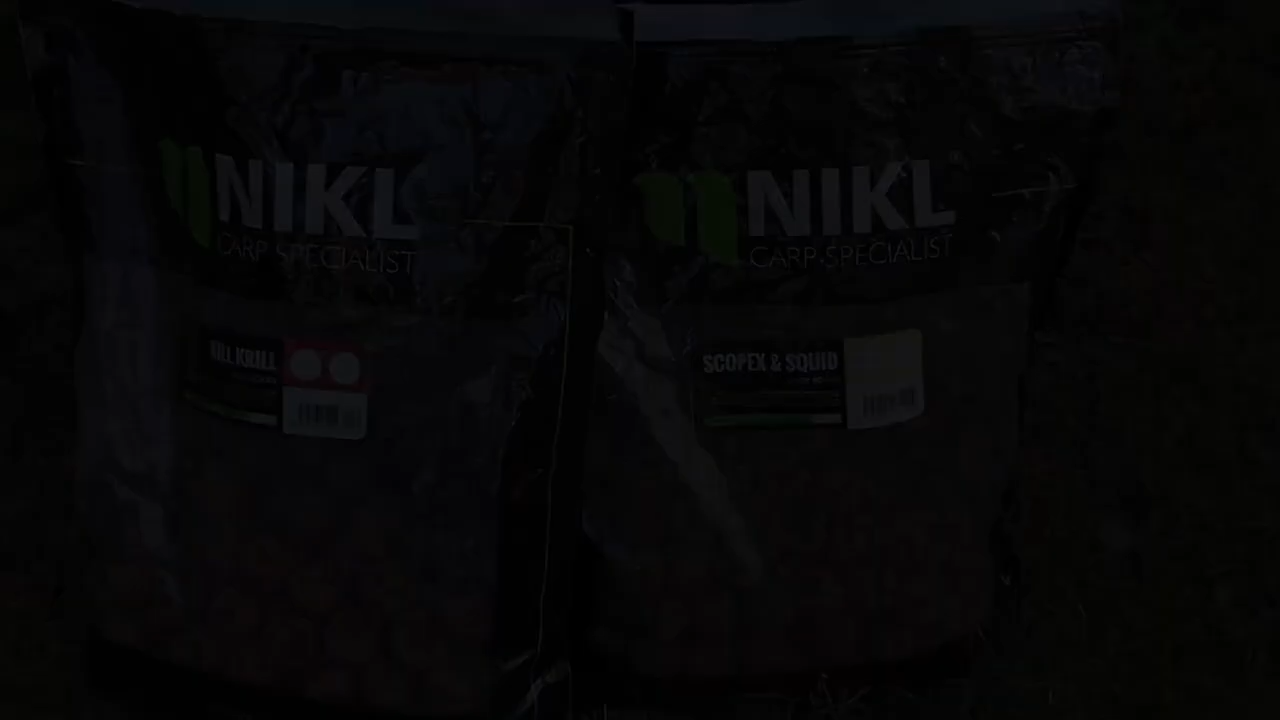 NIKL
CARP SPECIALIST
KILL KRILL
NIKL
CARP SPECIALIST
SCOPEX & SQUID